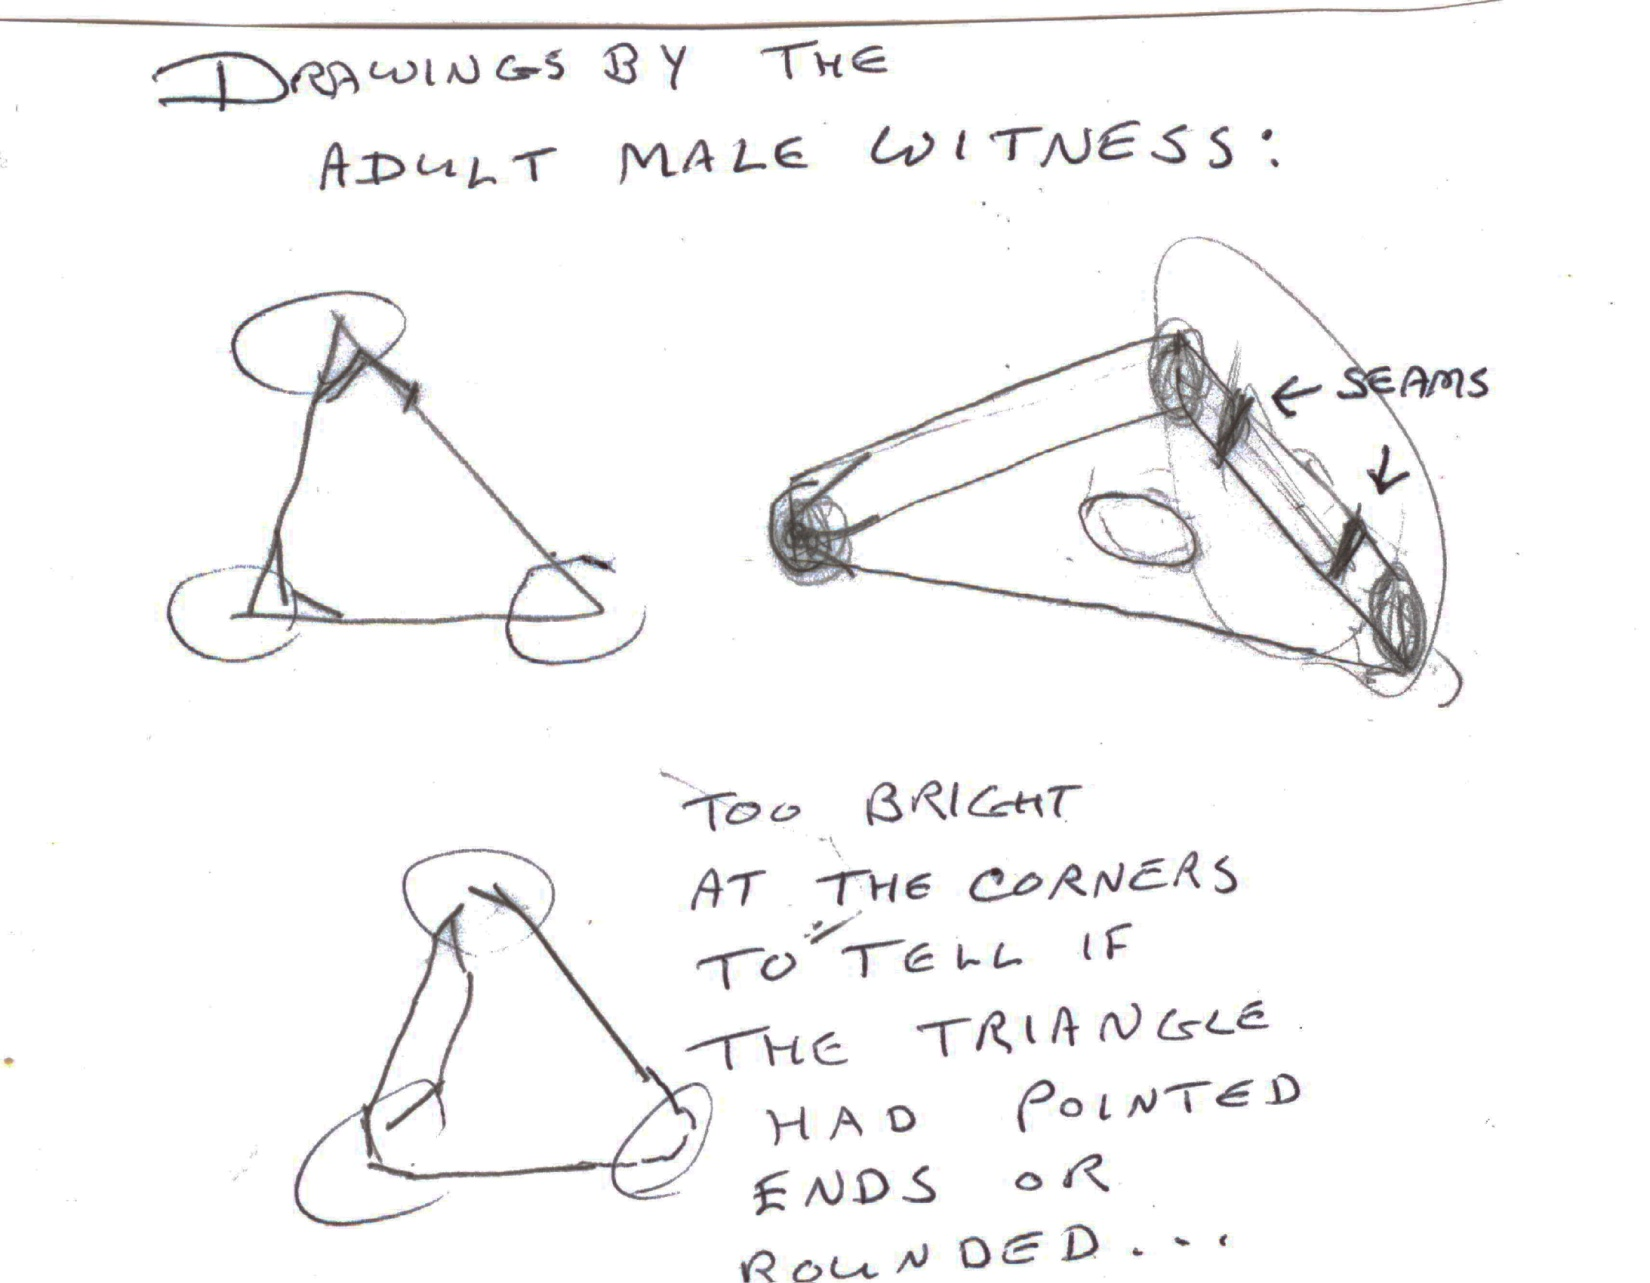 DRAWINGS BY THE
ADULT MALE WITNESS:
← SEAMS
↓
TOO BRIGHT
AT THE CORNERS
TO TELL IF
THE TRIANGLE
HAD POINTED
ENDS OR
ROUNDED...